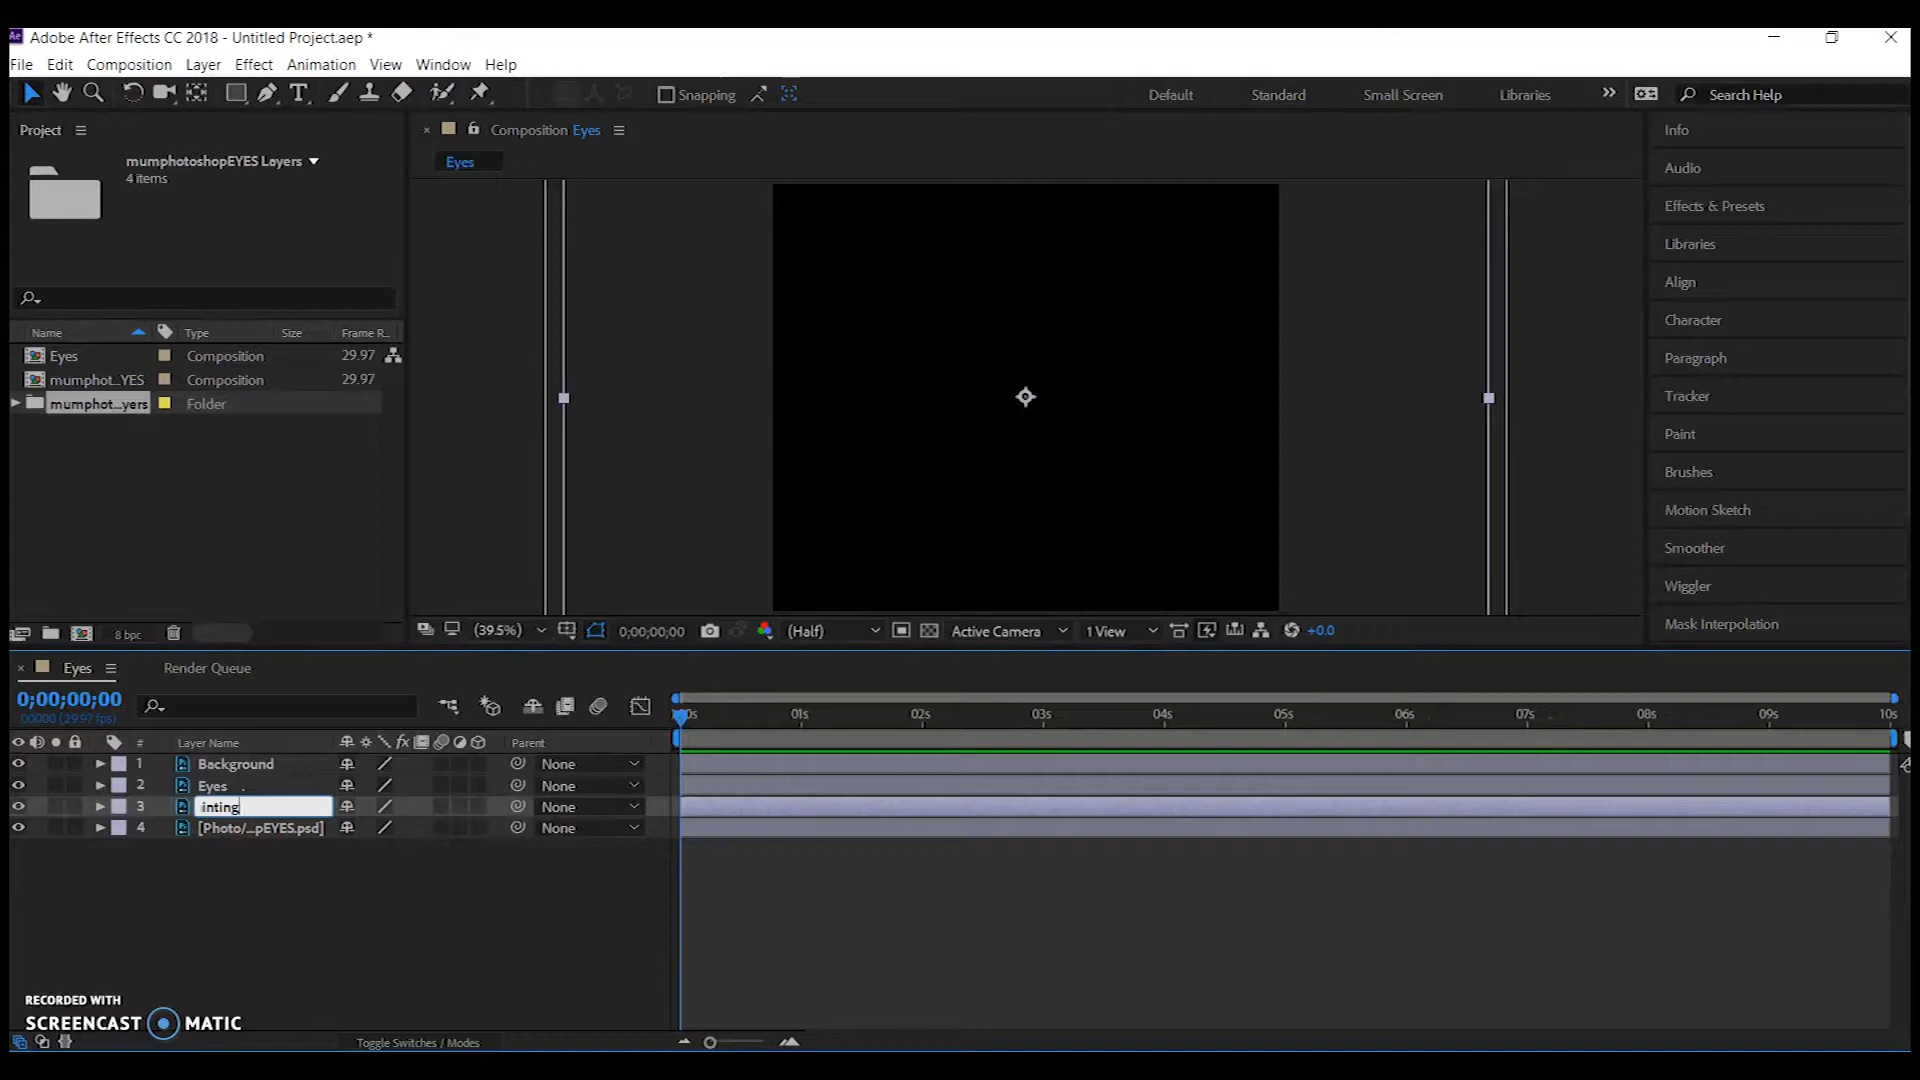 Ae Adobe After Effects CC 2018 - Untitled Project.aep *
File Edit Composition Layer Effect Animation View Window Help
T Snapping Default Standard Small Screen Libraries Search Help
Project
mumphotoshopEYES Layers
4 items
Name Type Size Frame R...
Eyes Composition 29.97
mumphot...YES Composition 29.97
mumphot...yers Folder
8 bpc
Composition Eyes
Eyes
(39.5%) 0;00;00;00 (Half) Active Camera 1 View +0.0
Info
Audio
Effects & Presets
Libraries
Align
Character
Paragraph
Tracker
Paint
Brushes
Motion Sketch
Smoother
Wiggler
Mask Interpolation
Eyes Render Queue
0;00;00;00
00000 (29.97 fps)
01s 02s 03s 04s 05s 06s 07s 08s 09s 10s
# Layer Name fx Parent
1 Background None
2 Eyes None
3 inting None
4 [Photo/...pEYES.psd] None
RECORDED WITH
SCREENCAST MATIC
Toggle Switches / Modes